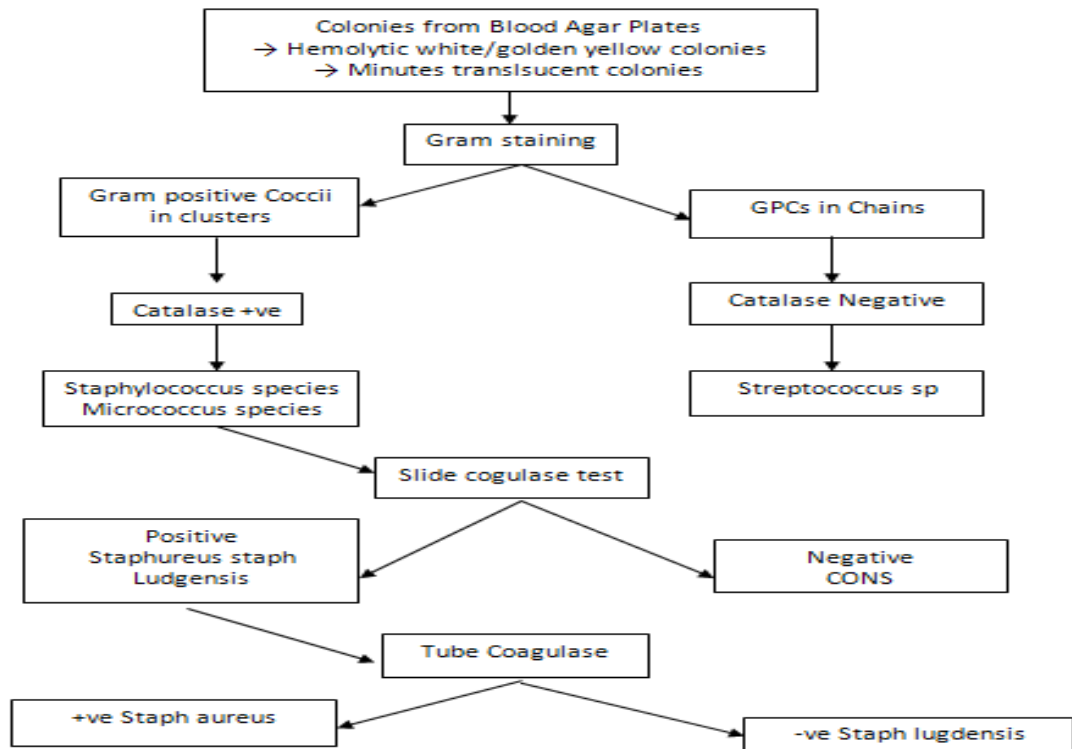 Colonies from Blood Agar Plates
→ Hemolytic white/golden yellow colonies
→ Minutes translsucent colonies
Gram staining
Gram positive Coccii
in clusters
GPCs in Chains
Catalase +ve
Catalase Negative
Staphylococcus species
Micrococcus species
Streptococcus sp
Slide cogulase test
Positive
Staphureus staph
Ludgensis
Negative
CONS
Tube Coagulase
+ve Staph aureus
-ve Staph lugdensis